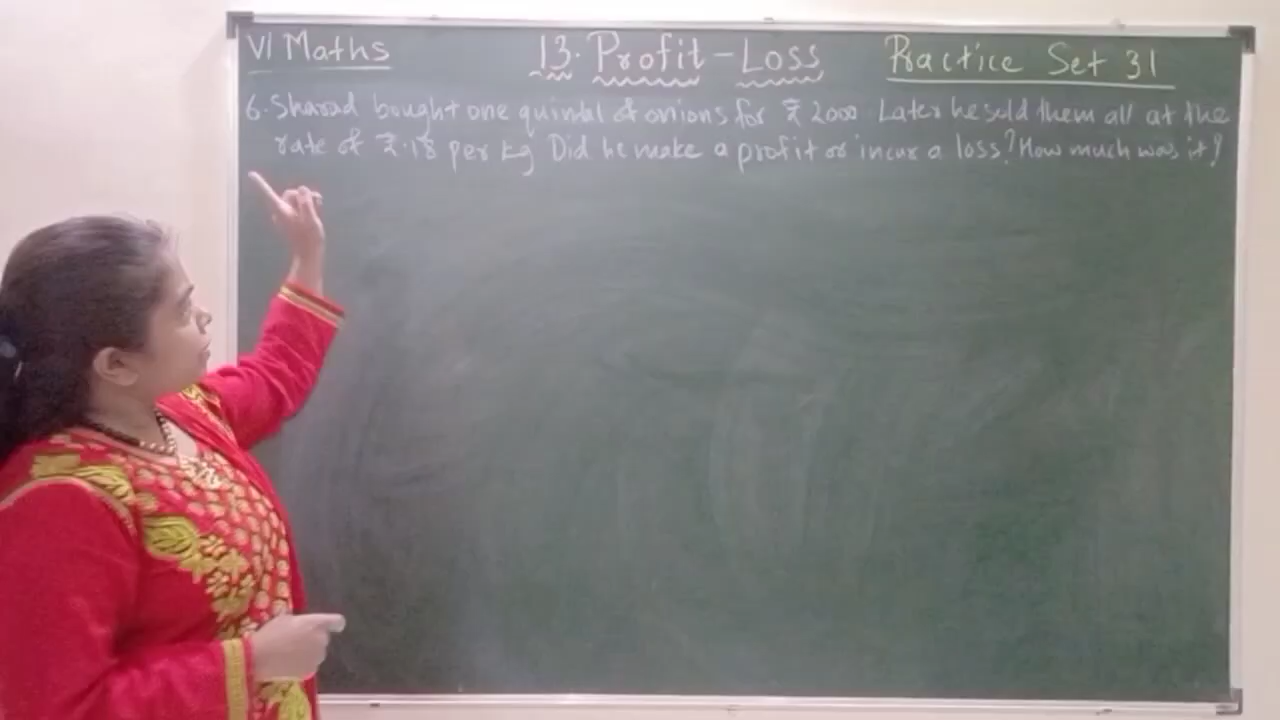 VI Maths 13. Profit - Loss Practice Set 31
6. Sharad bought one quintal of onions for ₹ 2000 Later he sold them all at the
rate of ₹.18 per kg Did he make a profit or incur a loss? How much was it?